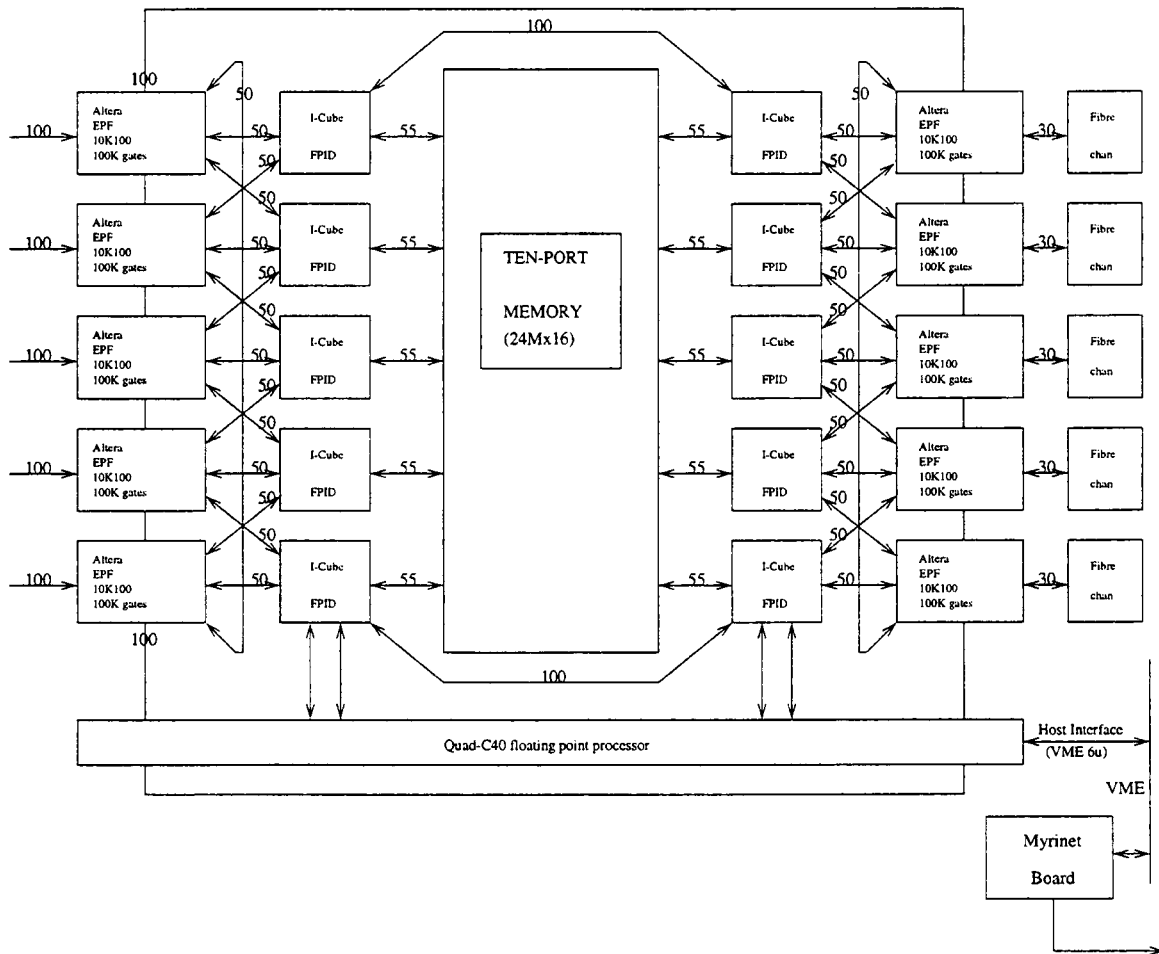 100
100
100
50
50
Altera
EPF
10K100
100K gates
I-Cube
FPID
I-Cube
FPID
Altera
EPF
10K100
100K gates
Fibre
chan
100
50
55
55
50
30
50
50
50
50
Altera
EPF
10K100
100K gates
I-Cube
FPID
I-Cube
FPID
Altera
EPF
10K100
100K gates
Fibre
chan
100
50
55
55
50
30
50
50
50
50
TEN-PORT
MEMORY
(24Mx16)
Altera
EPF
10K100
100K gates
I-Cube
FPID
I-Cube
FPID
Altera
EPF
10K100
100K gates
Fibre
chan
100
50
55
55
50
30
50
50
50
50
Altera
EPF
10K100
100K gates
I-Cube
FPID
I-Cube
FPID
Altera
EPF
10K100
100K gates
Fibre
chan
100
50
55
55
50
30
50
50
50
50
Altera
EPF
10K100
100K gates
I-Cube
FPID
I-Cube
FPID
Altera
EPF
10K100
100K gates
Fibre
chan
100
50
55
55
50
30
100
100
Quad-C40 floating point processor
Host Interface
(VME 6u)
VME
Myrinet
Board